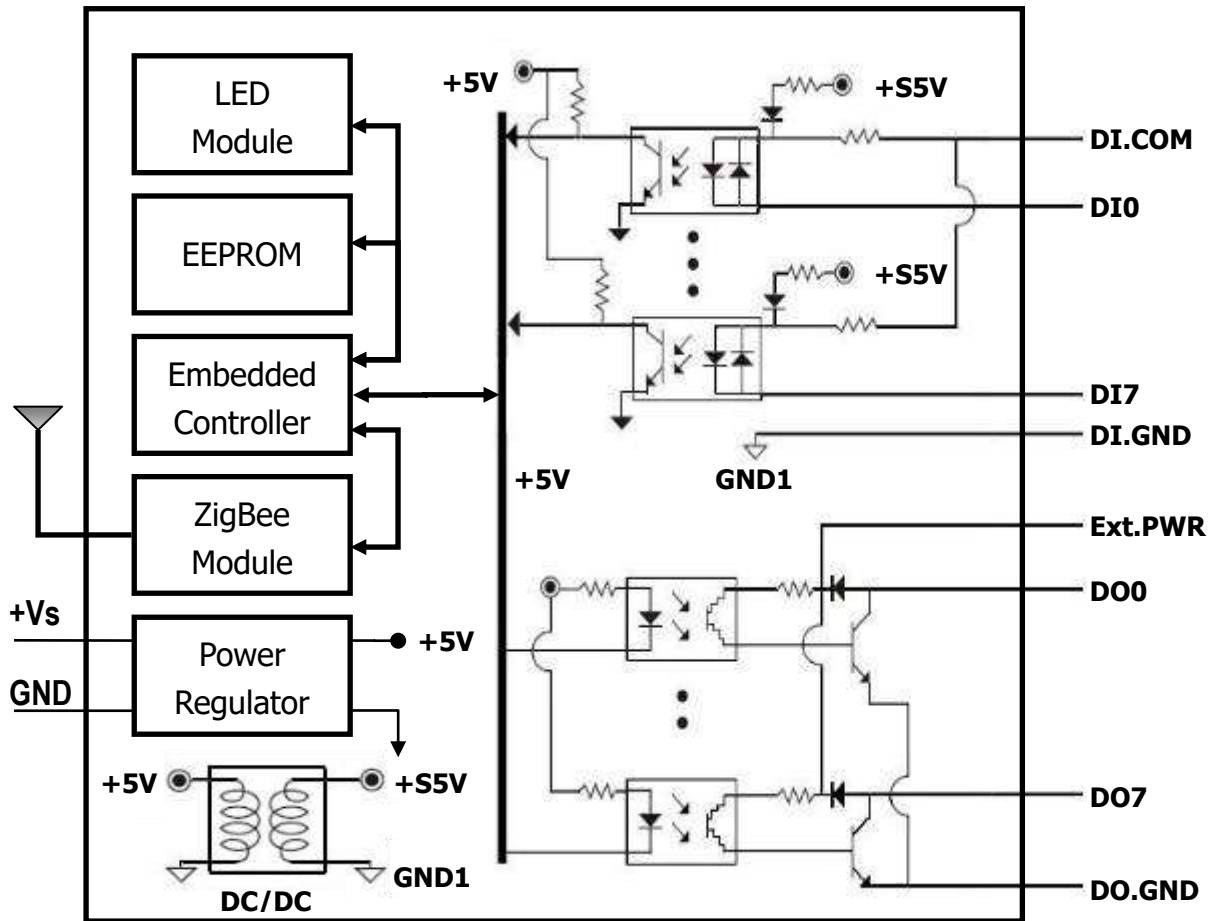 LED
Module
EEPROM
Embedded
Controller
ZigBee
Module
+Vs
GND
Power
Regulator
+5V
+5V
+S5V
GND1
DC/DC
+5V
+S5V
DI.COM
DI0
+S5V
DI7
DI.GND
GND1
+5V
Ext.PWR
DO0
DO7
DO.GND